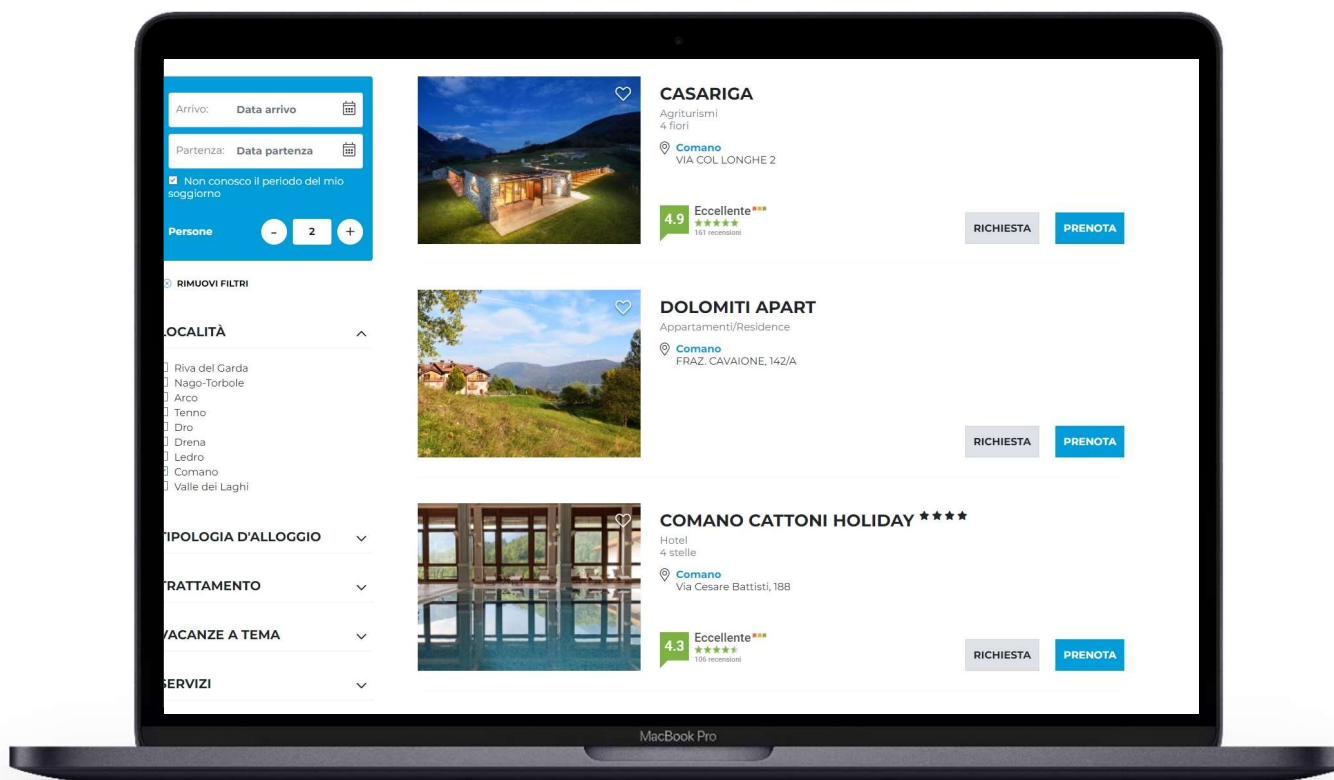 Arrivo: Data arrivo
Partenza: Data partenza
Non conosco il periodo del mio
soggiorno
Persone - 2 +
RIMUOVI FILTRI
OCALITÀ
Riva del Garda
Nago-Torbole
Arco
Tenno
Dro
Drena
Ledro
Comano
Valle dei Laghi
TIPOLOGIA D'ALLOGGIO
TRATTAMENTO
VACANZE A TEMA
SERVIZI
CASARIGA
Agriturismi
4 fiori
Comano
VIA COL LONGHE 2
4.9 Eccellente
161 recensioni
RICHIESTA PRENOTA
DOLOMITI APART
Appartamenti/Residence
Comano
FRAZ. CAVAIONE, 142/A
RICHIESTA PRENOTA
COMANO CATTONI HOLIDAY ★★★★
Hotel
4 stelle
Comano
Via Cesare Battisti, 188
4.3 Eccellente
106 recensioni
RICHIESTA PRENOTA
MacBook Pro